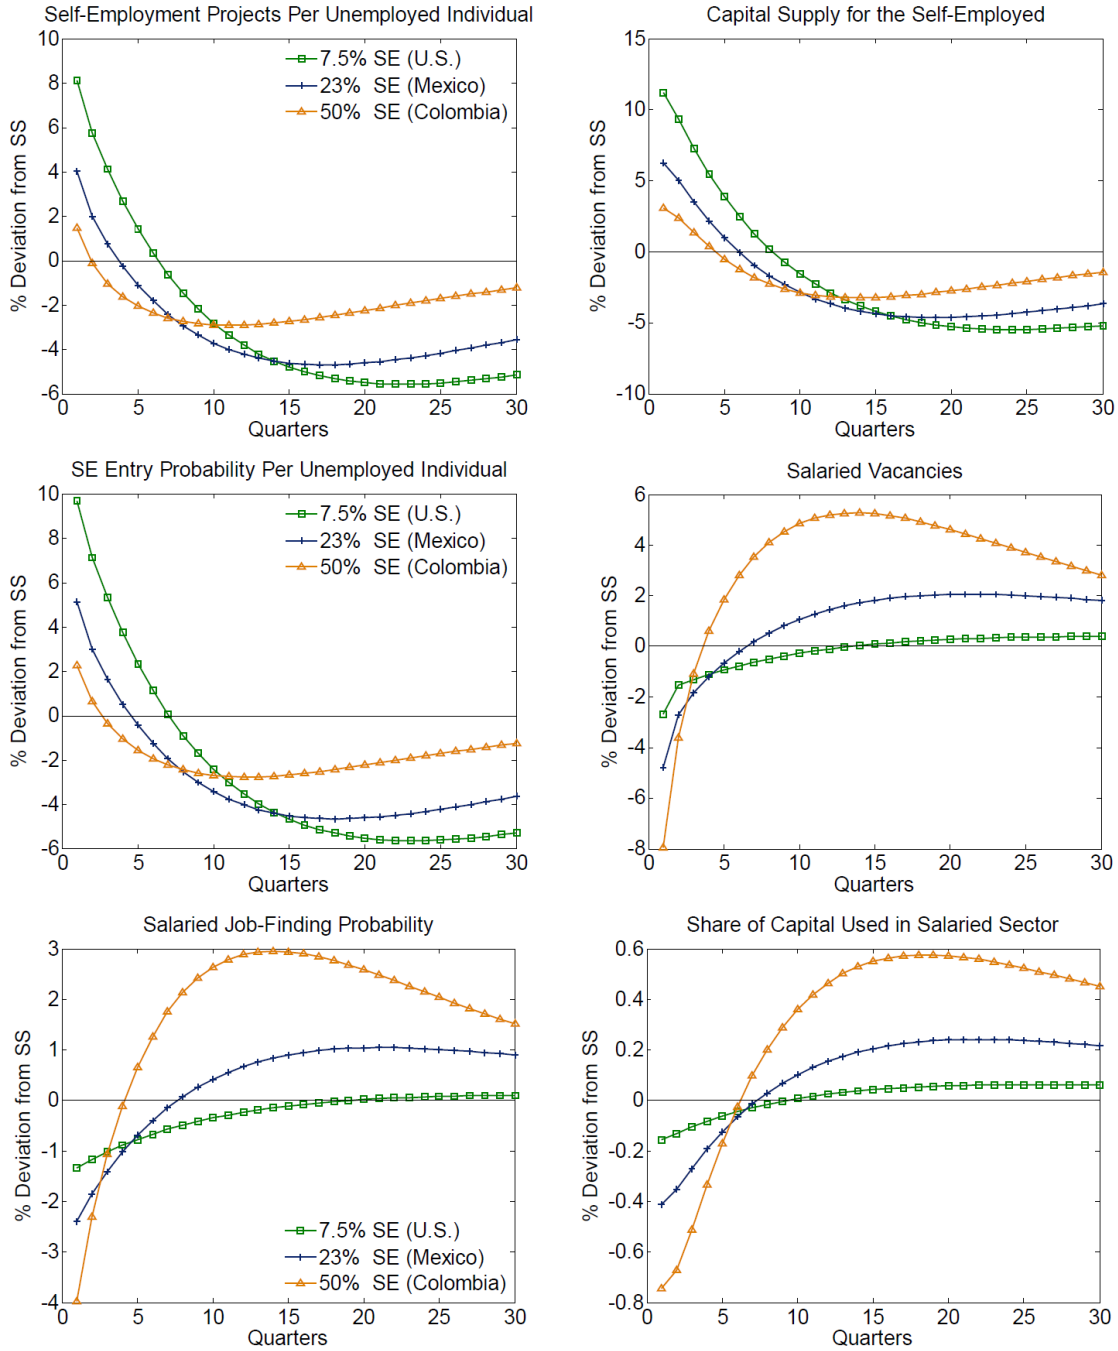 Self-Employment Projects Per Unemployed Individual
% Deviation from SS
10
8
6
4
2
0
-2
-4
-6
7.5% SE (U.S.)
23% SE (Mexico)
50% SE (Colombia)
0 5 10 15 20 25 30
Quarters
Capital Supply for the Self-Employed
% Deviation from SS
15
10
5
0
-5
-10
0 5 10 15 20 25 30
Quarters
SE Entry Probability Per Unemployed Individual
% Deviation from SS
10
8
6
4
2
0
-2
-4
-6
7.5% SE (U.S.)
23% SE (Mexico)
50% SE (Colombia)
0 5 10 15 20 25 30
Quarters
Salaried Vacancies
% Deviation from SS
6
4
2
0
-2
-4
-6
-8
0 5 10 15 20 25 30
Quarters
Salaried Job-Finding Probability
% Deviation from SS
3
2
1
0
-1
-2
-3
-4
7.5% SE (U.S.)
23% SE (Mexico)
50% SE (Colombia)
0 5 10 15 20 25 30
Quarters
Share of Capital Used in Salaried Sector
% Deviation from SS
0.6
0.4
0.2
0
-0.2
-0.4
-0.6
-0.8
0 5 10 15 20 25 30
Quarters